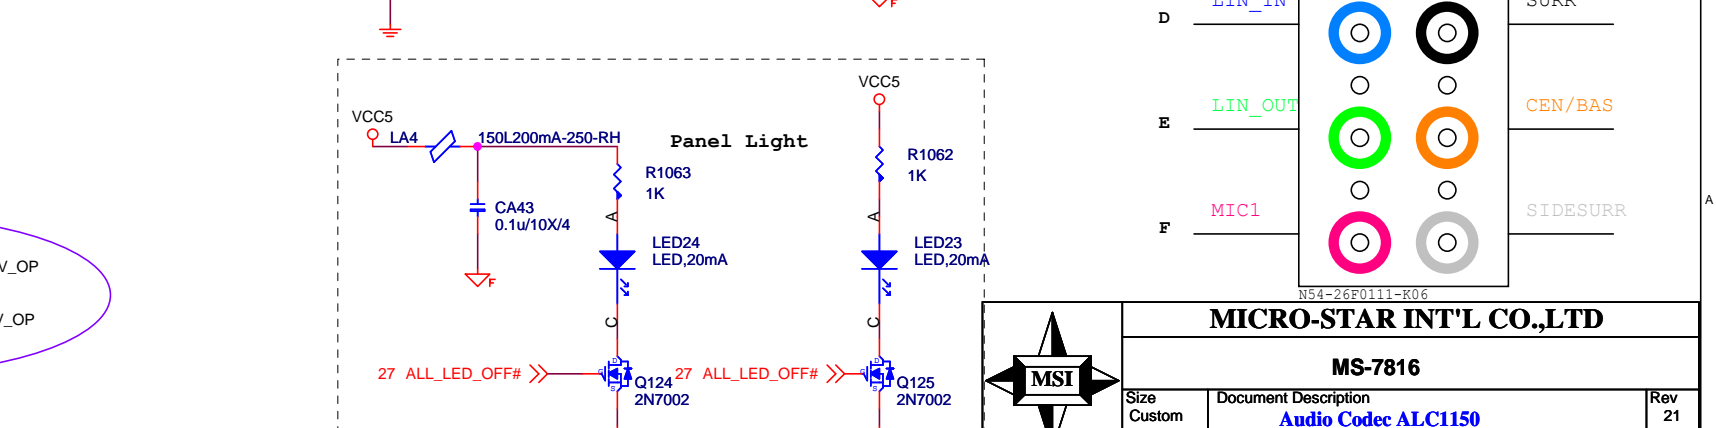 F
D
LIN_IN
SURR
VCC5
VCC5
LA4
150L200mA-250-RH
Panel Light
R1063
1K
R1062
1K
CA43
0.1u/10X/4
A
A
F
LED24
LED,20mA
LED23
LED,20mA
C
C
27 ALL_LED_OFF#
D
G
S
Q124
2N7002
27 ALL_LED_OFF#
D
G
S
Q125
2N7002
V_OP
V_OP
E
LIN_OUT
CEN/BAS
F
MIC1
SIDESURR
A
N54-26F0111-K06
MICRO-STAR INT'L CO.,LTD
MSI
MS-7816
Size
Custom
Document Description
Audio Codec ALC1150
Rev
21